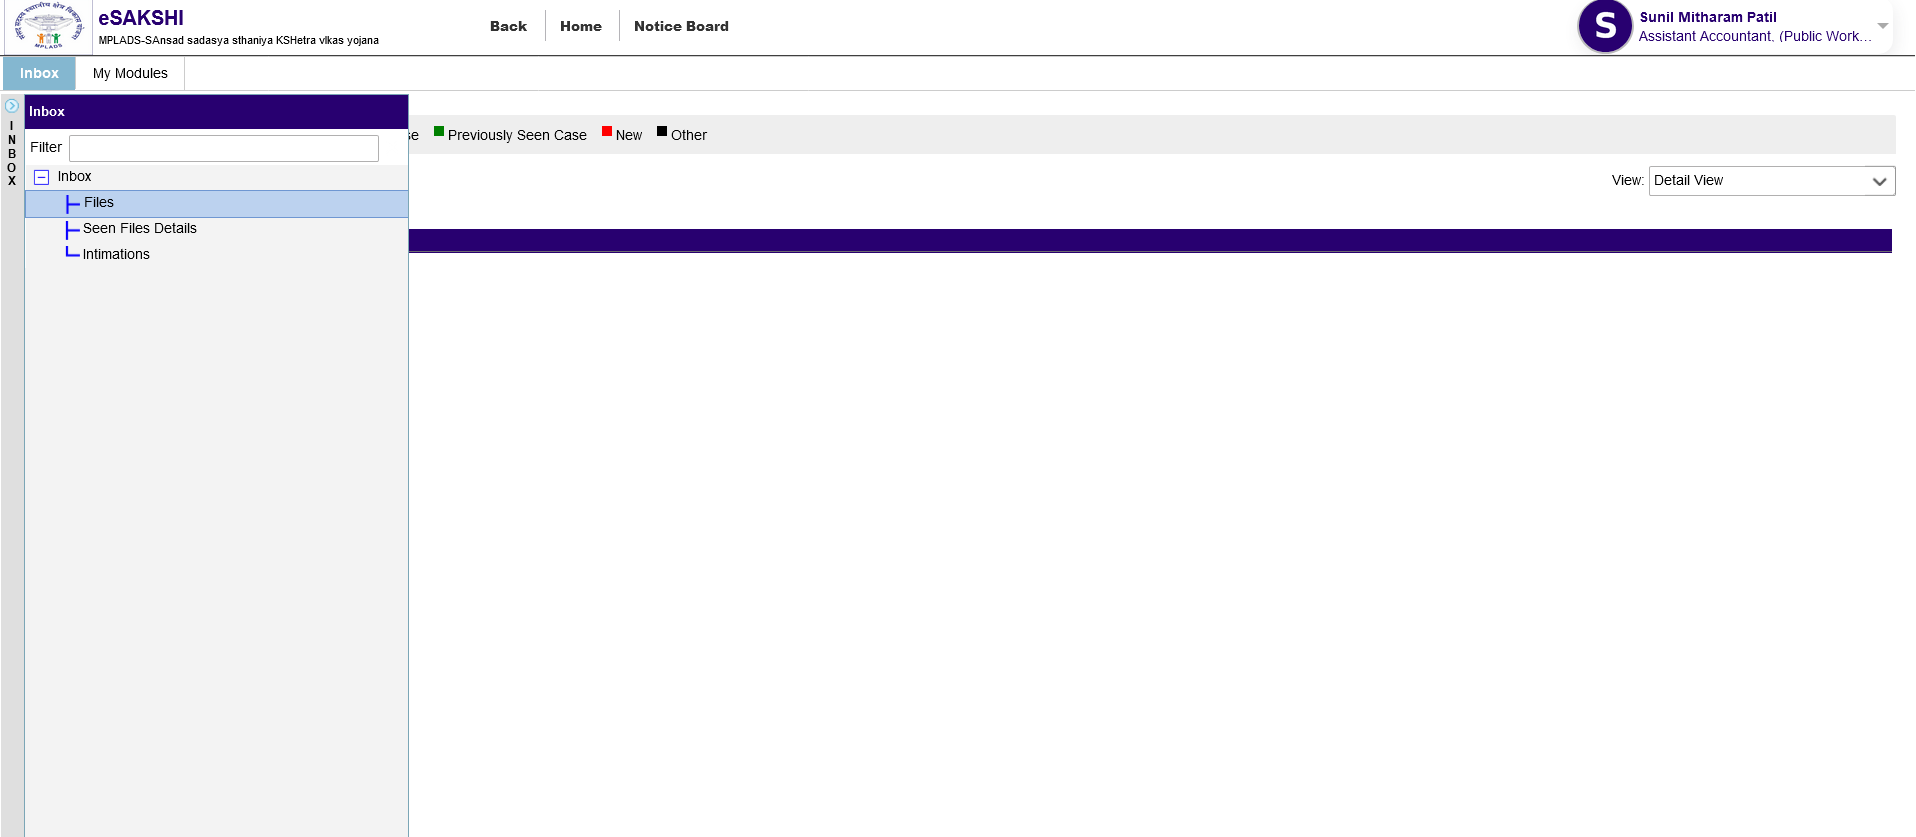 eSAKSHI
MPLADS-SAnsad sadasya sthaniya KSHetra vIkas yojana
MPLADS
Back
Home
Notice Board
S
Sunil Mitharam Patil
Assistant Accountant, (Public Work...
Inbox
My Modules
INBOX
Inbox
Filter
Inbox
Files
Seen Files Details
Intimations
se
Previously Seen Case
New
Other
View:
Detail View